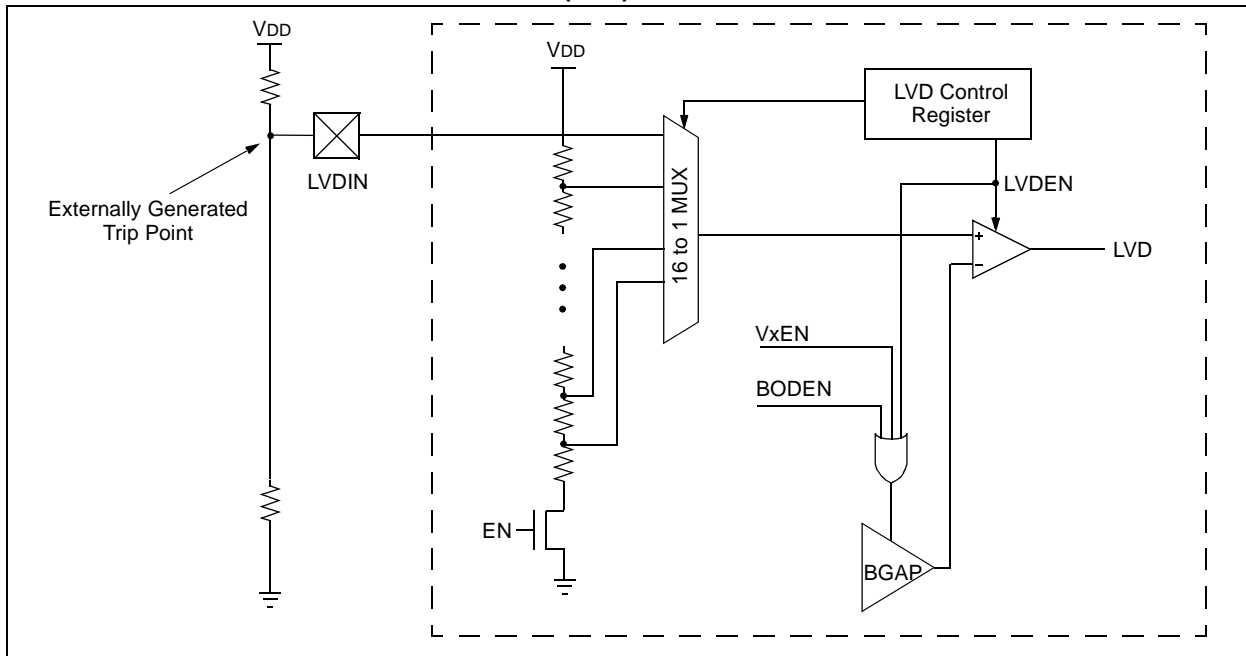 VDD
VDD
LVD Control
Register
LVDIN
16 to 1 MUX
LVDEN
Externally Generated
Trip Point
+
–
LVD
VxEN
BODEN
EN
BGAP